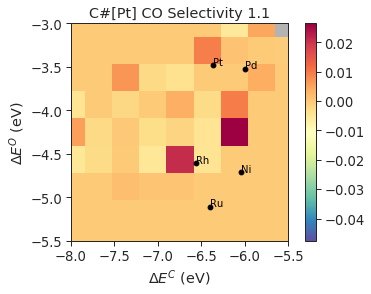 C#[Pt] CO Selectivity 1.1
−3.0
−3.5
−4.0
−4.5
−5.0
−5.5
ΔE^O (eV)
Pt
Pd
Rh
Ni
Ru
−8.0 −7.5 −7.0 −6.5 −6.0 −5.5
ΔE^C (eV)
0.02
0.01
0.00
−0.01
−0.02
−0.03
−0.04